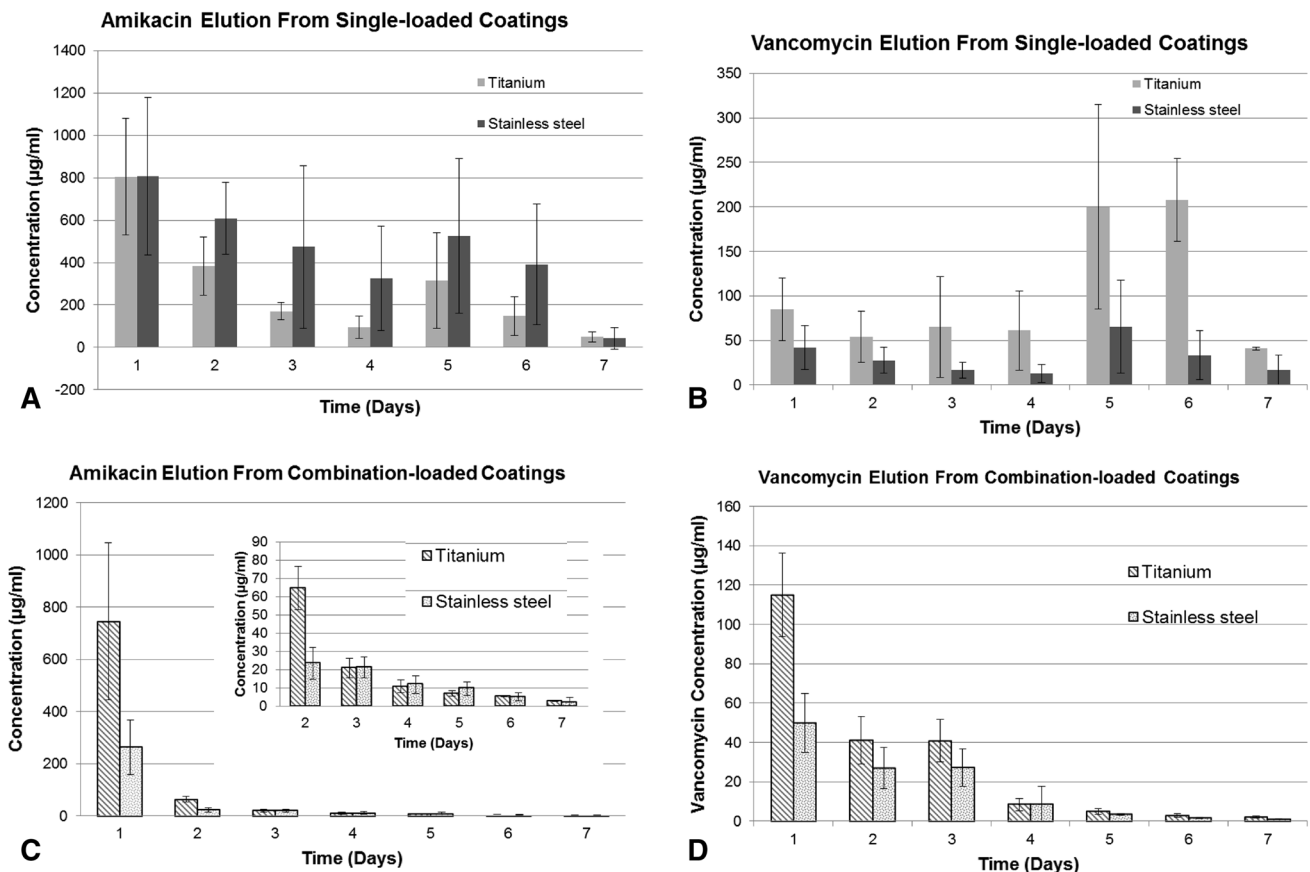 Amikacin Elution From Single-loaded Coatings
1400
1200
1000
800
600
400
200
0
-200
Concentration (µg/ml)
Titanium
Stainless steel
1 2 3 4 5 6 7
Time (Days)
A
Vancomycin Elution From Single-loaded Coatings
350
300
250
200
150
100
50
0
Concentration (µg/ml)
Titanium
Stainless steel
1 2 3 4 5 6 7
Time (Days)
B
Amikacin Elution From Combination-loaded Coatings
1200
1000
800
600
400
200
0
Concentration (µg/ml)
1 2 3 4 5 6 7
Time (Days)
90
80
70
60
50
40
30
20
10
0
Concentration (µg/ml)
Titanium
Stainless steel
2 3 4 5 6 7
Time (Days)
C
Vancomycin Elution From Combination-loaded Coatings
160
140
120
100
80
60
40
20
0
Vancomycin Concentration (µg/ml)
Titanium
Stainless steel
1 2 3 4 5 6 7
Time (Days)
D